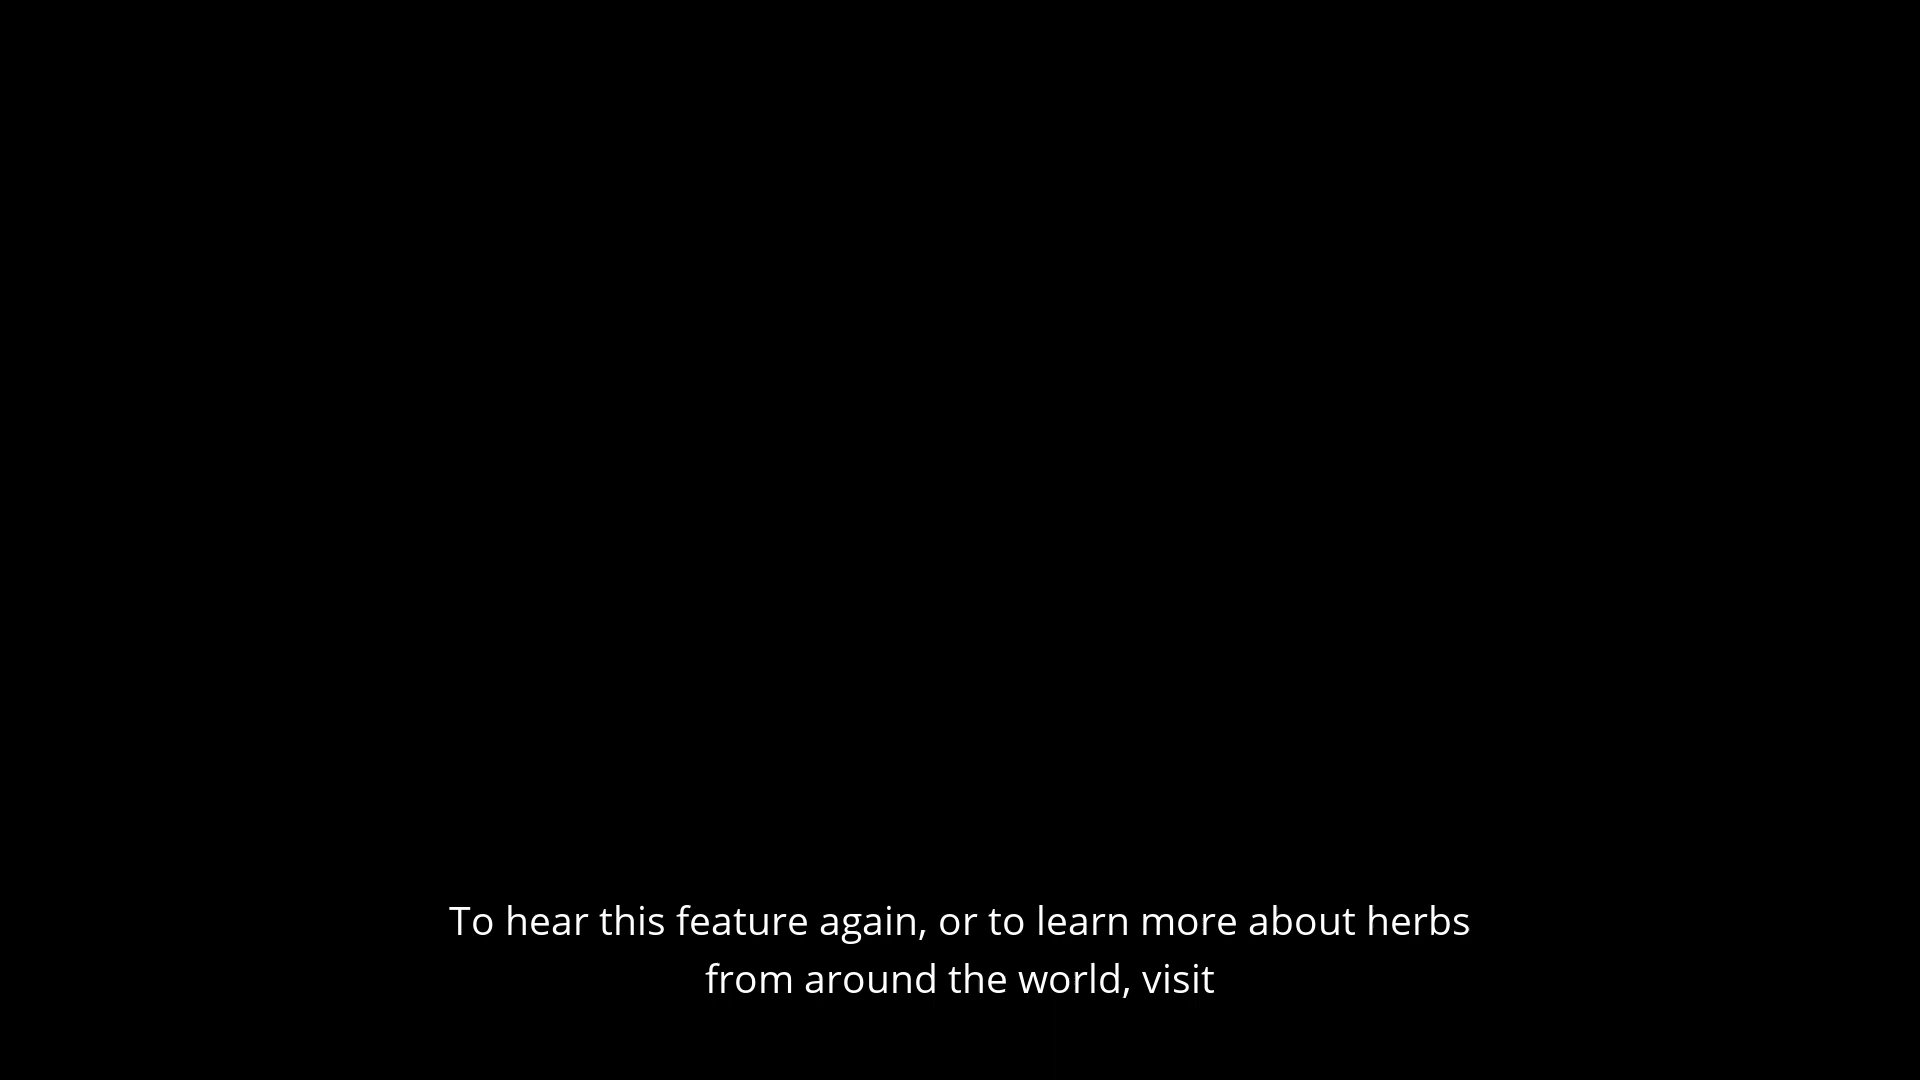 To hear this feature again, or to learn more about herbs
from around the world, visit